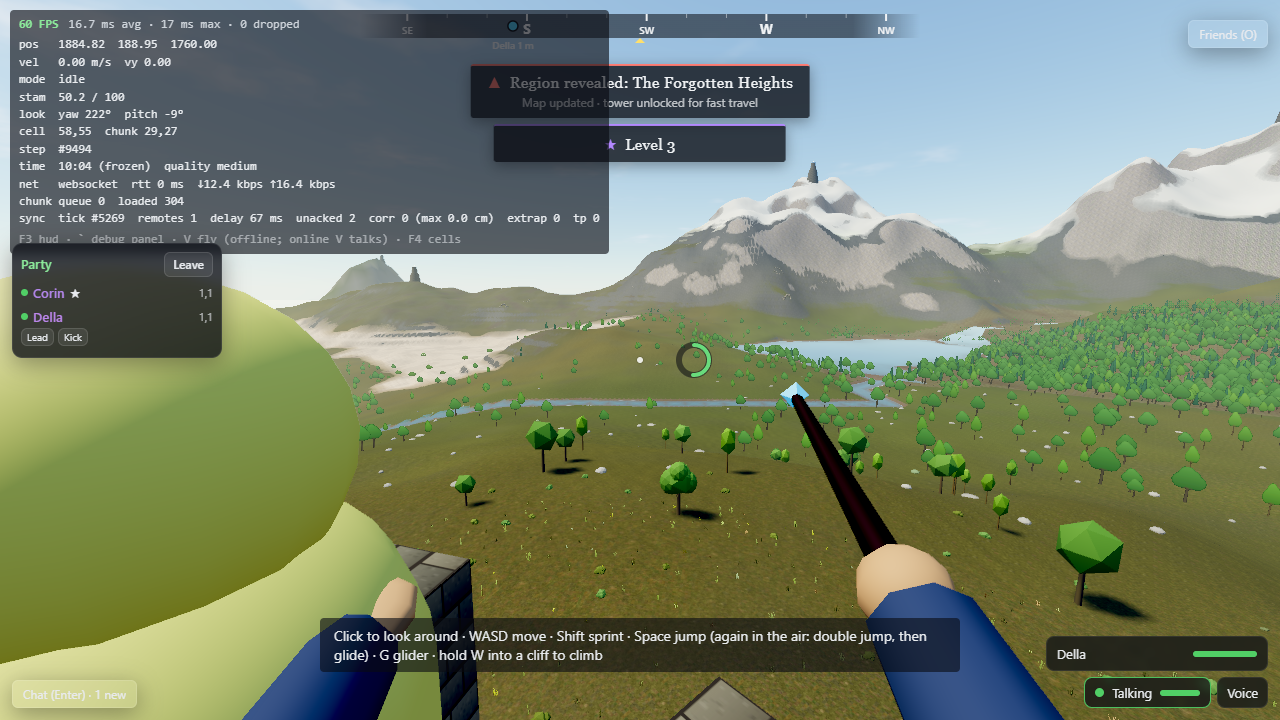 60 FPS 16.7 ms avg · 17 ms max · 0 dropped
pos 1884.82 188.95 1760.00
vel 0.00 m/s vy 0.00
mode idle
stam 50.2 / 100
look yaw 222° pitch -9°
cell 58,55 chunk 29,27
step #9494
time 10:04 (frozen) quality medium
net websocket rtt 0 ms ↓12.4 kbps ↑16.4 kbps
chunk queue 0 loaded 304
sync tick #5269 remotes 1 delay 67 ms unacked 2 corr 0 (max 0.0 cm) extrap 0 tp 0
F3 hud · ` debug panel · V fly (offline; online V talks) · F4 cells
SE S SW W NW
Della 1 m
Friends (O)
▲ Region revealed: The Forgotten Heights
Map updated · tower unlocked for fast travel
★ Level 3
Party Leave
Corin ★ 1,1
Della 1,1
Lead Kick
Click to look around · WASD move · Shift sprint · Space jump (again in the air: double jump, then
glide) · G glider · hold W into a cliff to climb
Della
Chat (Enter) · 1 new
Talking Voice